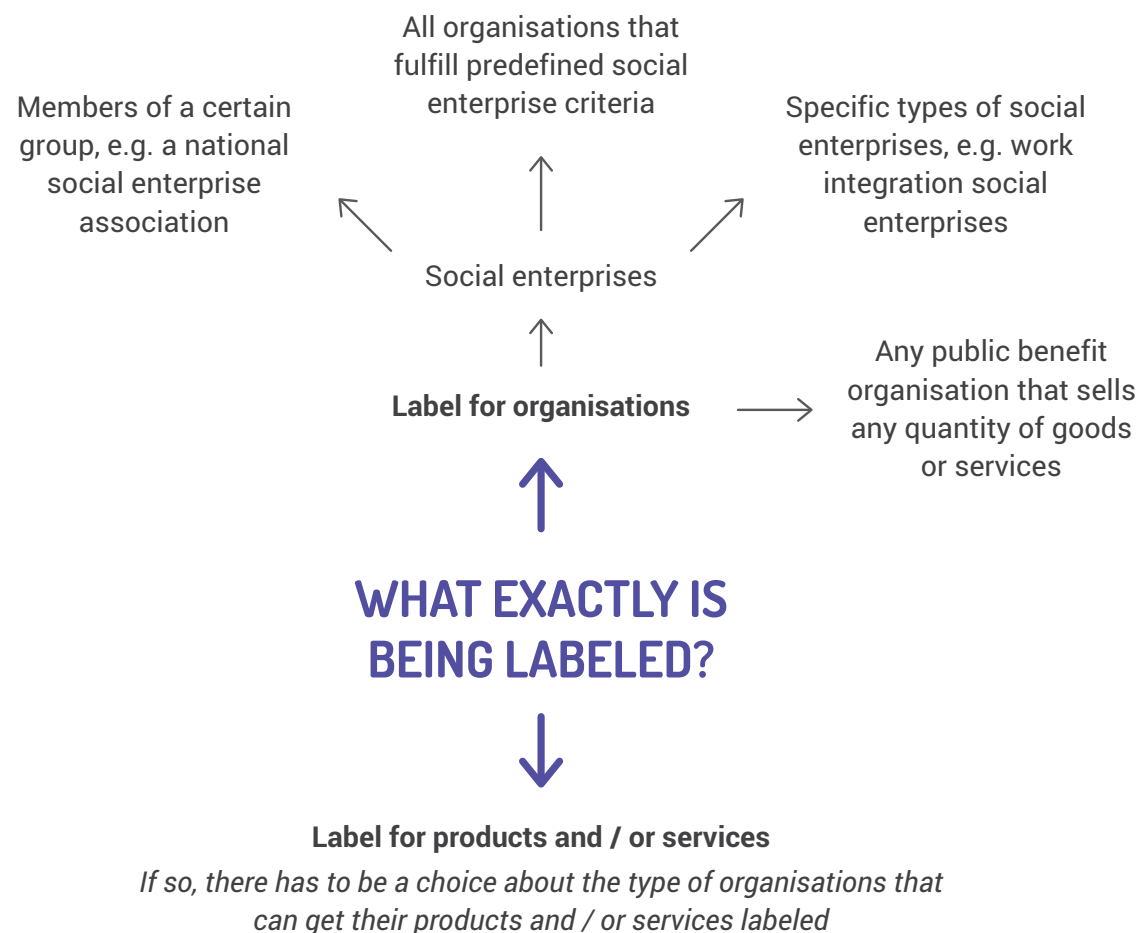 All organisations that
fulfill predefined social
enterprise criteria
Members of a certain
group, e.g. a national
social enterprise
association
Specific types of social
enterprises, e.g. work
integration social
enterprises
Social enterprises
Label for organisations
Any public benefit
organisation that sells
any quantity of goods
or services
WHAT EXACTLY IS
BEING LABELED?
Label for products and / or services
If so, there has to be a choice about the type of organisations that
can get their products and / or services labeled